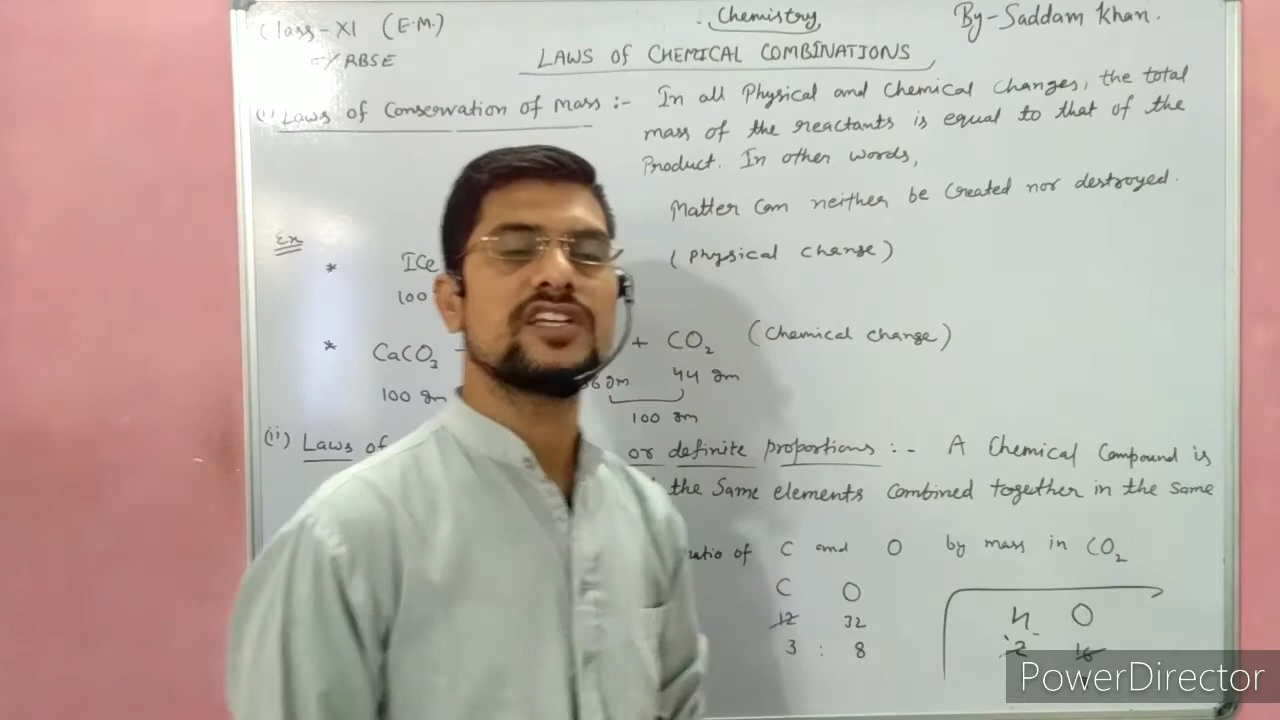 Class-XI (E.M.)
Chemistry
By-Saddam Khan.
RBSE
LAWS of CHEMICAL COMBINATIONS
(i) Laws of Conservation of Mass :- In all Physical and Chemical changes, the total
mass of the reactants is equal to that of the
Product. In other words,
Matter can neither be Created nor destroyed.
Ex
* ICe (Physical change)
100
* CaCO3 + CO2 (Chemical change)
100 gm 56 gm 44 gm
100 gm
(ii) Laws of or definite proportions :- A Chemical Compound is
the Same elements Combined together in the Same
ratio of C and O by mass in CO2
C O
12 32
3 : 8
H O
2 16
PowerDirector